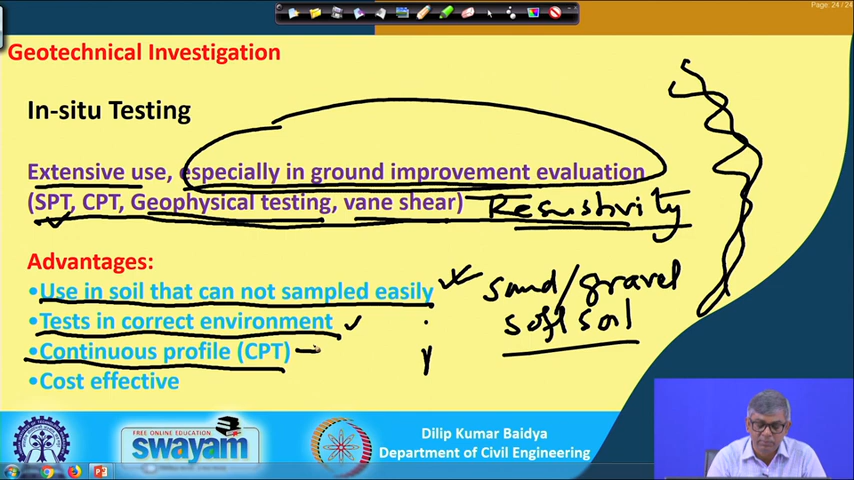 Page: 24 / 24
Geotechnical Investigation
In-situ Testing
Extensive use, especially in ground improvement evaluation
(SPT, CPT, Geophysical testing, vane shear) Resistivity
Advantages:
•Use in soil that can not sampled easily sand/gravel
•Tests in correct environment soft soil
•Continuous profile (CPT)
•Cost effective
FREE ONLINE EDUCATION
swayam
Dilip Kumar Baidya
Department of Civil Engineering